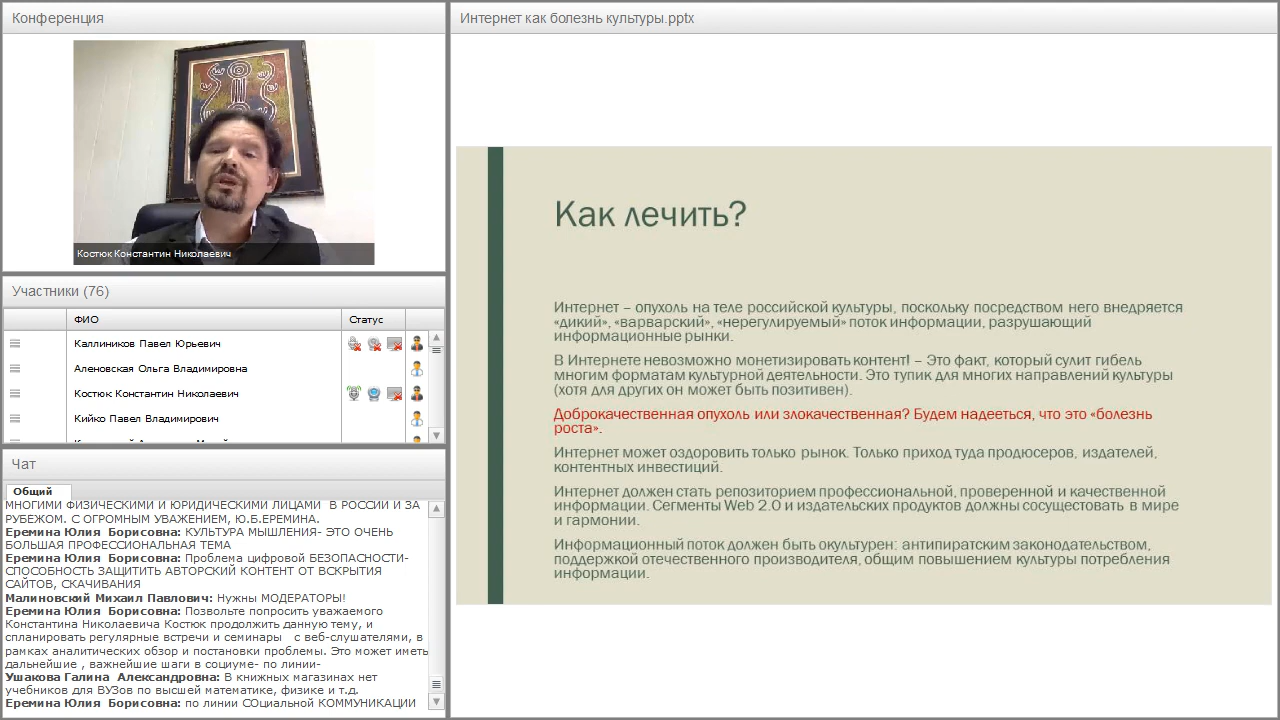 Конференция
Костюк Константин Николаевич
Участники (76)
ФИО
Статус
Каллиников Павел Юрьевич
Аленовская Ольга Владимировна
Костюк Константин Николаевич
Кийко Павел Владимирович
Чат
Общий
МНОГИМИ ФИЗИЧЕСКИМИ И ЮРИДИЧЕСКИМИ ЛИЦАМИ В РОССИИ И ЗА
РУБЕЖОМ. С ОГРОМНЫМ УВАЖЕНИЕМ, Ю.Б.ЕРЕМИНА.
Еремина Юлия Борисовна: КУЛЬТУРА МЫШЛЕНИЯ- ЭТО ОЧЕНЬ
БОЛЬШАЯ ПРОФЕССИОНАЛЬНАЯ ТЕМА
Еремина Юлия Борисовна: Проблема цифровой БЕЗОПАСНОСТИ-
СПОСОБНОСТЬ ЗАЩИТИТЬ АВТОРСКИЙ КОНТЕНТ ОТ ВСКРЫТИЯ
САЙТОВ, СКАЧИВАНИЯ
Малиновский Михаил Павлович: Нужны МОДЕРАТОРЫ!
Еремина Юлия Борисовна: Позвольте попросить уважаемого
Константина Николаевича Костюк продолжить данную тему, и
спланировать регулярные встречи и семинары с веб-слушателями, в
рамках аналитических обзор и постановки проблемы. Это может иметь
дальнейшие , важнейшие шаги в социуме- по линии-
Ушакова Галина Александровна: В книжных магазинах нет
учебников для ВУЗов по высшей математике, физике и т.д.
Еремина Юлия Борисовна: по линии СОциальной КОММУНИКАЦИИ
Интернет как болезнь культуры.pptx
Как лечить?
Интернет – опухоль на теле российской культуры, поскольку посредством него внедряется
«дикий», «варварский», «нерегулируемый» поток информации, разрушающий
информационные рынки.
В Интернете невозможно монетизировать контент! – Это факт, который сулит гибель
многим форматам культурной деятельности. Это тупик для многих направлений культуры
(хотя для других он может быть позитивен).
Доброкачественная опухоль или злокачественная? Будем надееться, что это «болезнь
роста».
Интернет может оздоровить только рынок. Только приход туда продюсеров, издателей,
контентных инвестиций.
Интернет должен стать репозиторием профессиональной, проверенной и качественной
информации. Сегменты Web 2.0 и издательских продуктов должны сосуществовать в мире
и гармонии.
Информационный поток должен быть окультурен: антипиратским законодательством,
поддержкой отечественного производителя, общим повышением культуры потребления
информации.